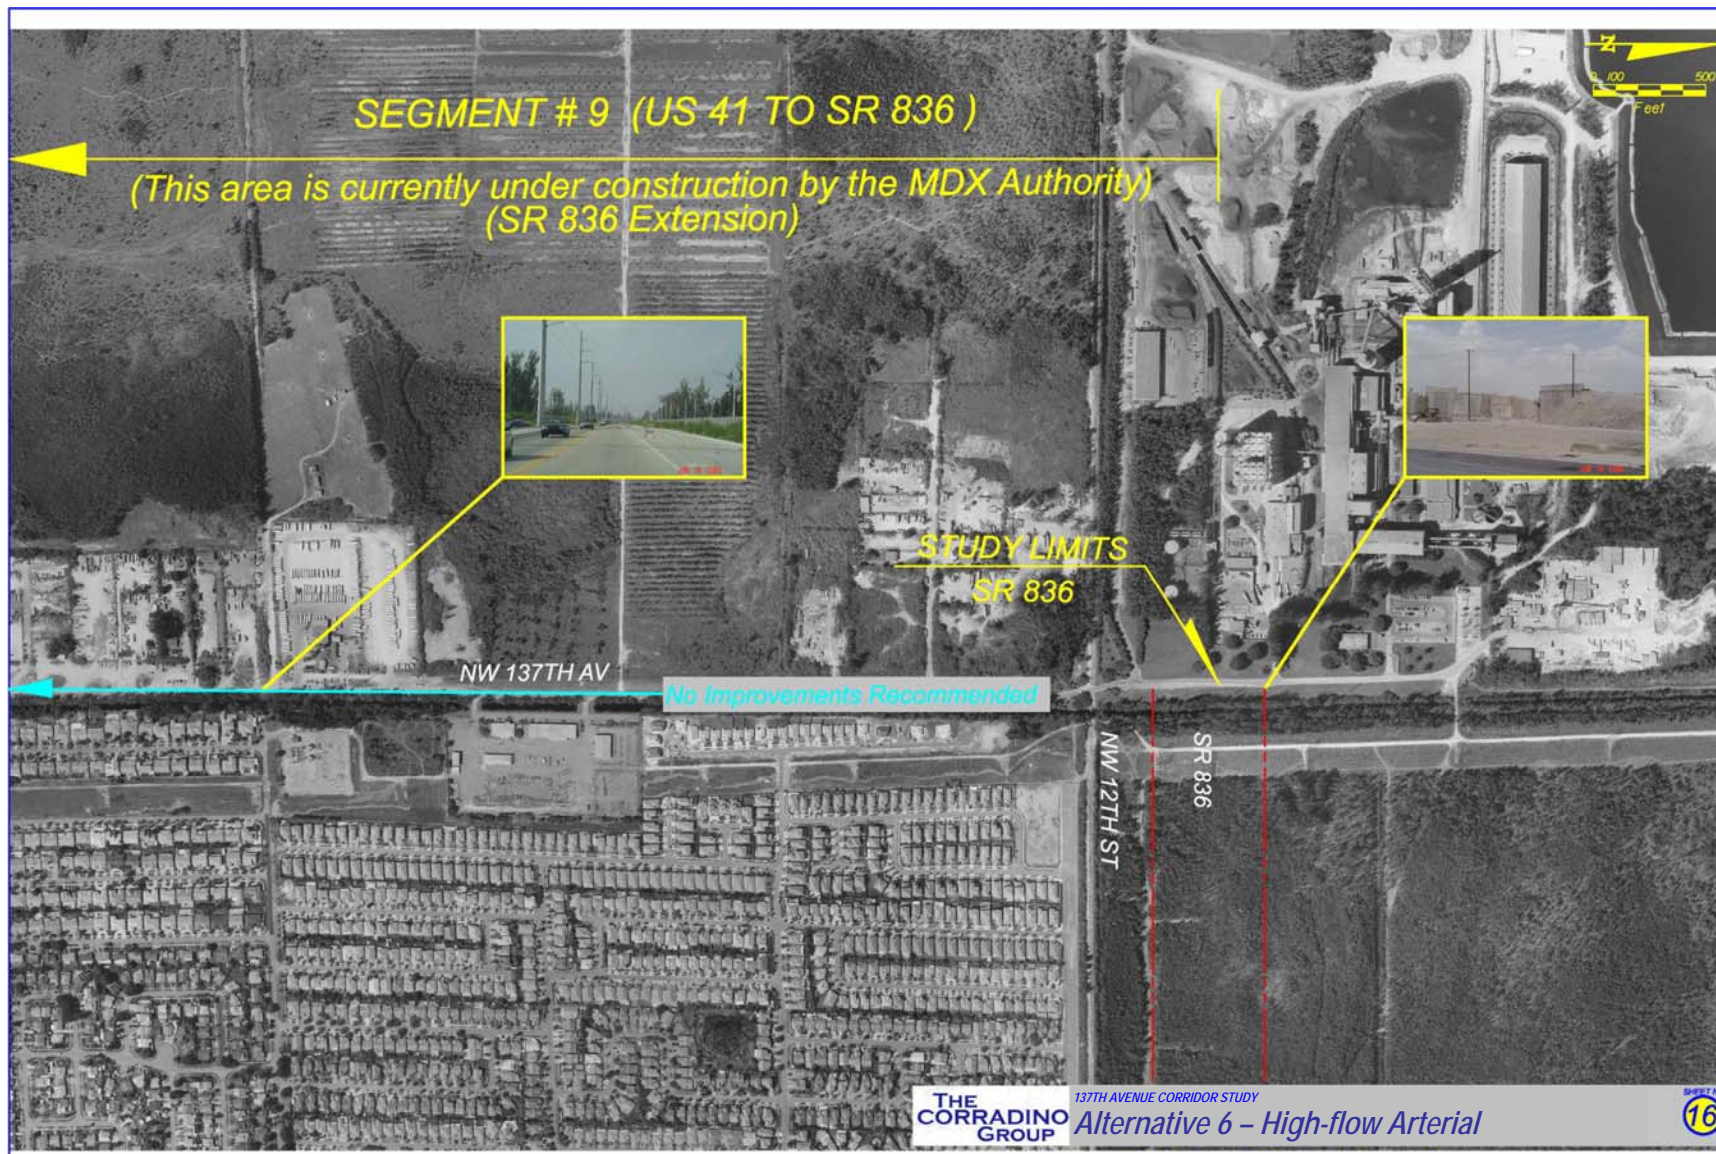 N
0 100 500
Feet
SEGMENT # 9 (US 41 TO SR 836 )
(This area is currently under construction by the MDX Authority)
(SR 836 Extension)
STUDY LIMITS
SR 836
NW 137TH AV
No Improvements Recommended
NW 12TH ST
SR 836
THE
CORRADINO
GROUP
137TH AVENUE CORRIDOR STUDY
Alternative 6 – High-flow Arterial
16